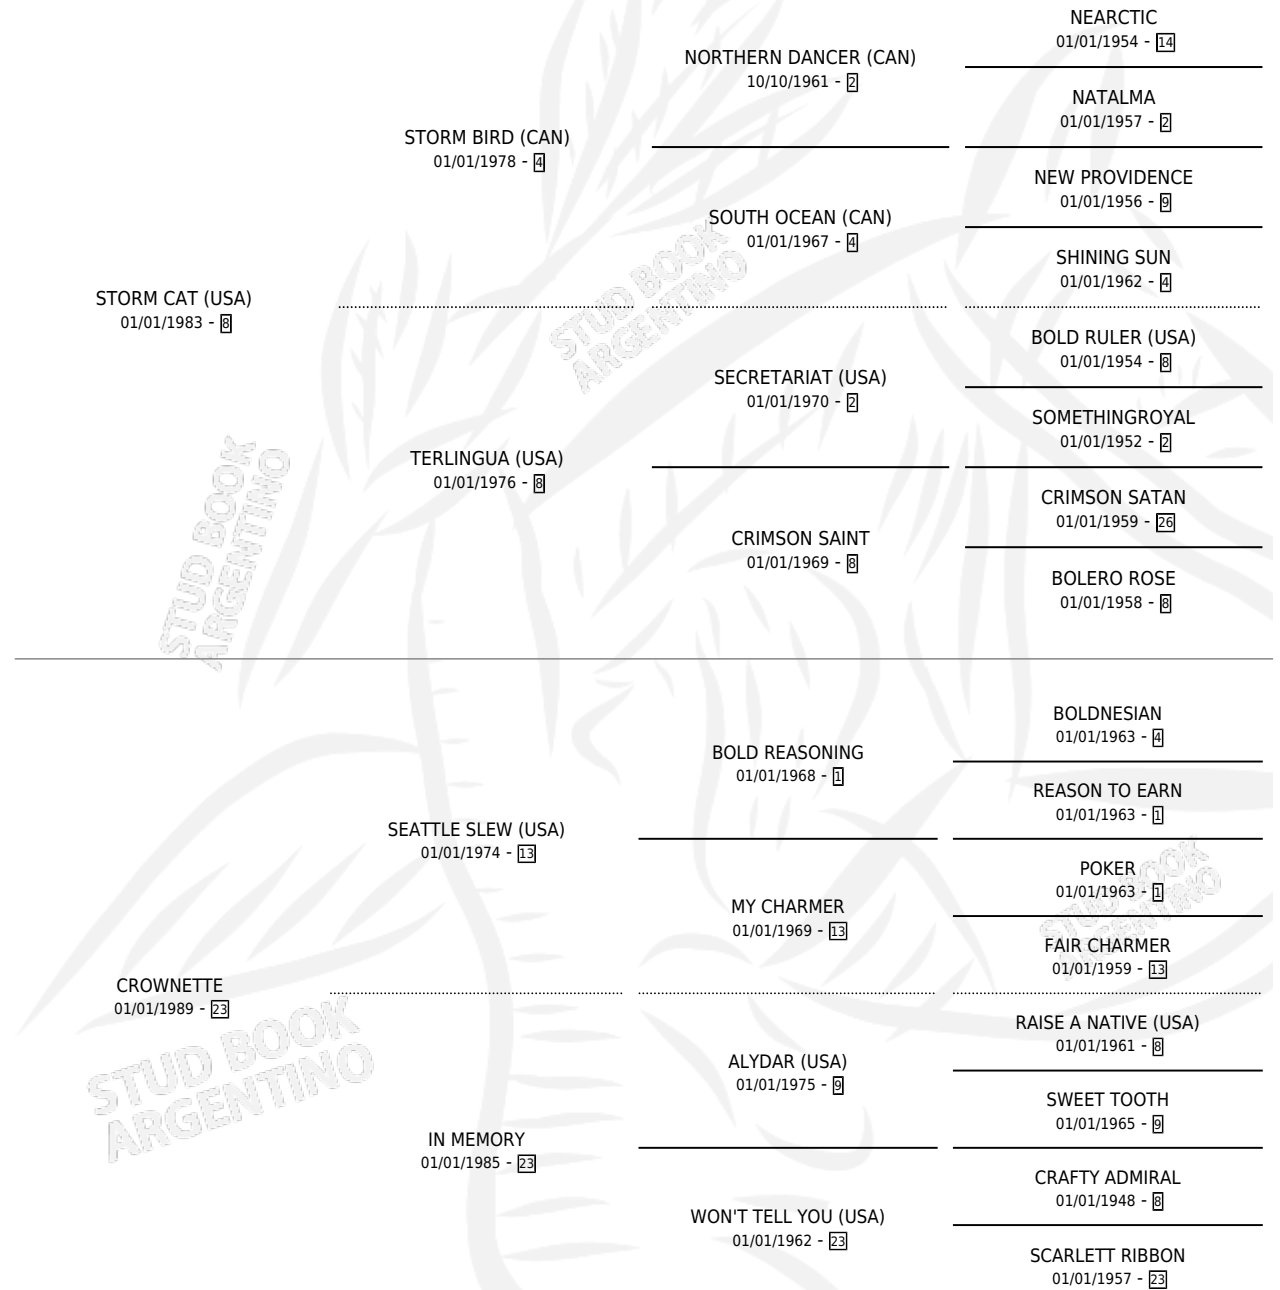 NEARCTIC
01/01/1954 - 14
NORTHERN DANCER (CAN)
10/10/1961 - 2
NATALMA
01/01/1957 - 2
STORM BIRD (CAN)
01/01/1978 - 4
NEW PROVIDENCE
01/01/1956 - 9
SOUTH OCEAN (CAN)
01/01/1967 - 4
SHINING SUN
01/01/1962 - 4
STORM CAT (USA)
01/01/1983 - 8
STUD BOOK
ARGENTINO
BOLD RULER (USA)
01/01/1954 - 8
SECRETARIAT (USA)
01/01/1970 - 2
SOMETHINGROYAL
01/01/1952 - 2
TERLINGUA (USA)
01/01/1976 - 8
STUD BOOK
ARGENTINO
CRIMSON SATAN
01/01/1959 - 26
CRIMSON SAINT
01/01/1969 - 8
BOLERO ROSE
01/01/1958 - 8
BOLDNESIAN
01/01/1963 - 4
BOLD REASONING
01/01/1968 - 1
REASON TO EARN
01/01/1963 - 1
SEATTLE SLEW (USA)
01/01/1974 - 13
POKER
01/01/1963 - 1
STUD BOOK
ARGENTINO
MY CHARMER
01/01/1969 - 13
FAIR CHARMER
01/01/1959 - 13
CROWNETTE
01/01/1989 - 23
STUD BOOK
ARGENTINO
RAISE A NATIVE (USA)
01/01/1961 - 8
ALYDAR (USA)
01/01/1975 - 9
SWEET TOOTH
01/01/1965 - 9
IN MEMORY
01/01/1985 - 23
CRAFTY ADMIRAL
01/01/1948 - 8
WON'T TELL YOU (USA)
01/01/1962 - 23
SCARLETT RIBBON
01/01/1957 - 23